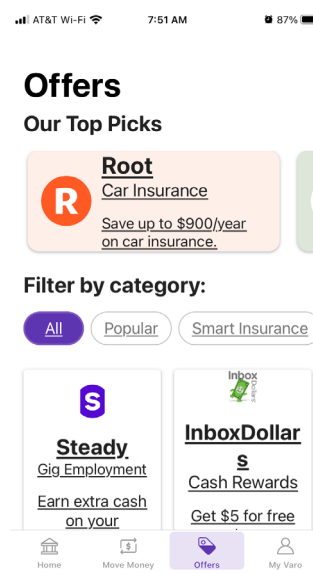 AT&T Wi-Fi 7:51 AM 87%
Offers
Our Top Picks
R
Root
Car Insurance
Save up to $900/year
on car insurance.
Filter by category:
All Popular Smart Insurance
S
Steady
Gig Employment
Earn extra cash
on your
Inbox
Dollars
InboxDollar
s
Cash Rewards
Get $5 for free
Home Move Money Offers My Varo